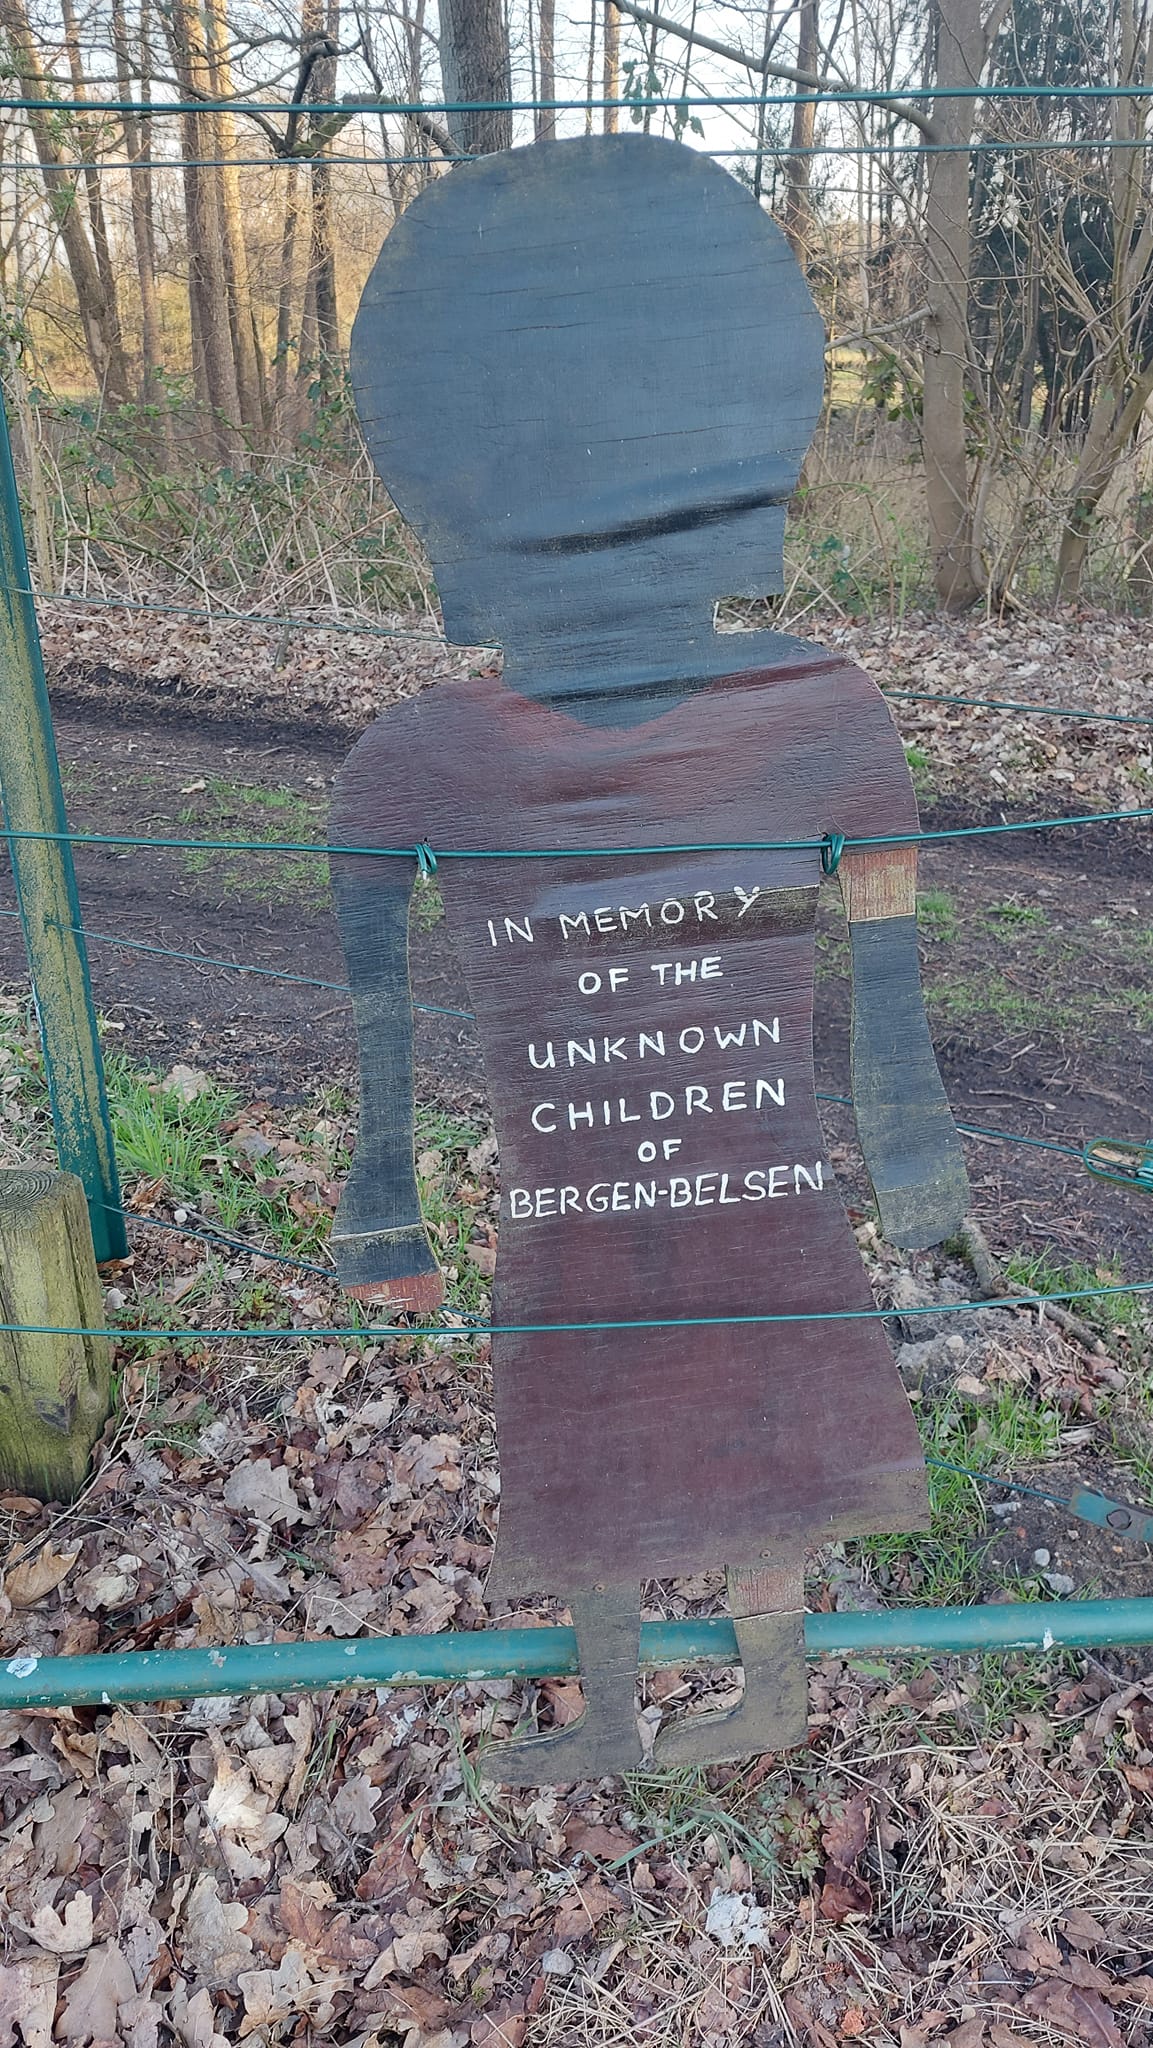 IN MEMORY
OF THE
UNKNOWN
CHILDREN
OF
BERGEN-BELSEN